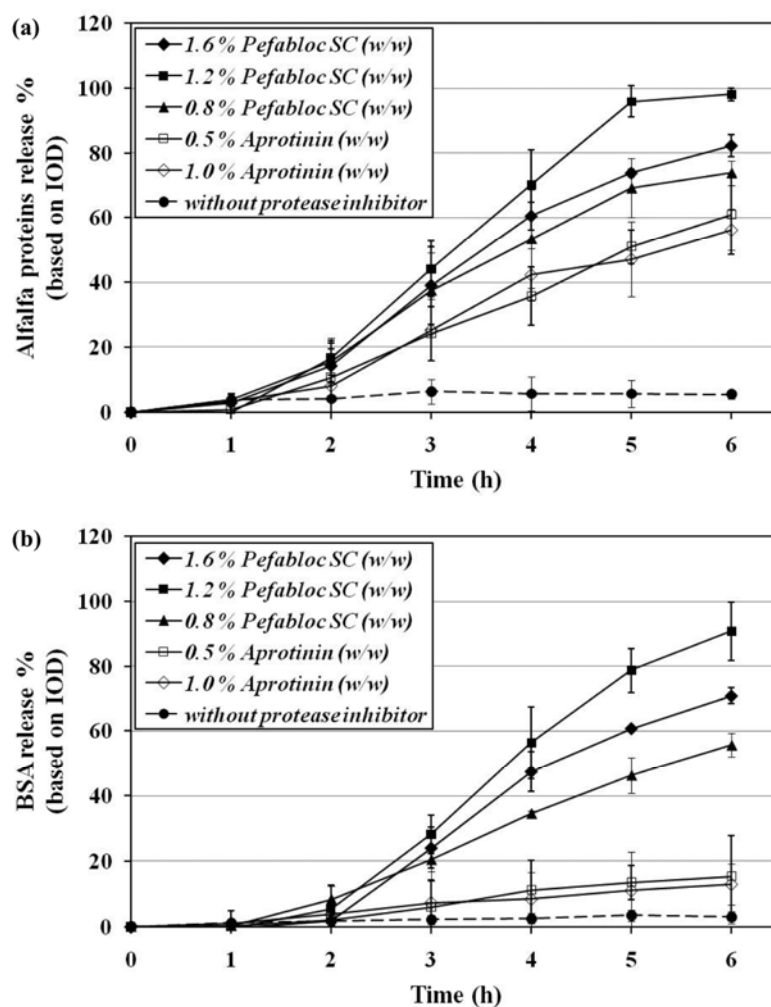 (a)
120
100
80
60
40
20
0
Alfalfa proteins release %
(based on IOD)
1.6% Pefabloc SC (w/w)
1.2% Pefabloc SC (w/w)
0.8% Pefabloc SC (w/w)
0.5% Aprotinin (w/w)
1.0% Aprotinin (w/w)
without protease inhibitor
0 1 2 3 4 5 6
Time (h)
(b)
120
100
80
60
40
20
0
BSA release %
(based on IOD)
1.6% Pefabloc SC (w/w)
1.2% Pefabloc SC (w/w)
0.8% Pefabloc SC (w/w)
0.5% Aprotinin (w/w)
1.0% Aprotinin (w/w)
without protease inhibitor
0 1 2 3 4 5 6
Time (h)